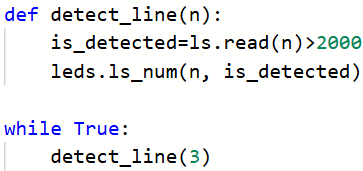 def detect_line(n):
    is_detected=ls.read(n)>2000
    leds.ls_num(n, is_detected)

while True:
    detect_line(3)